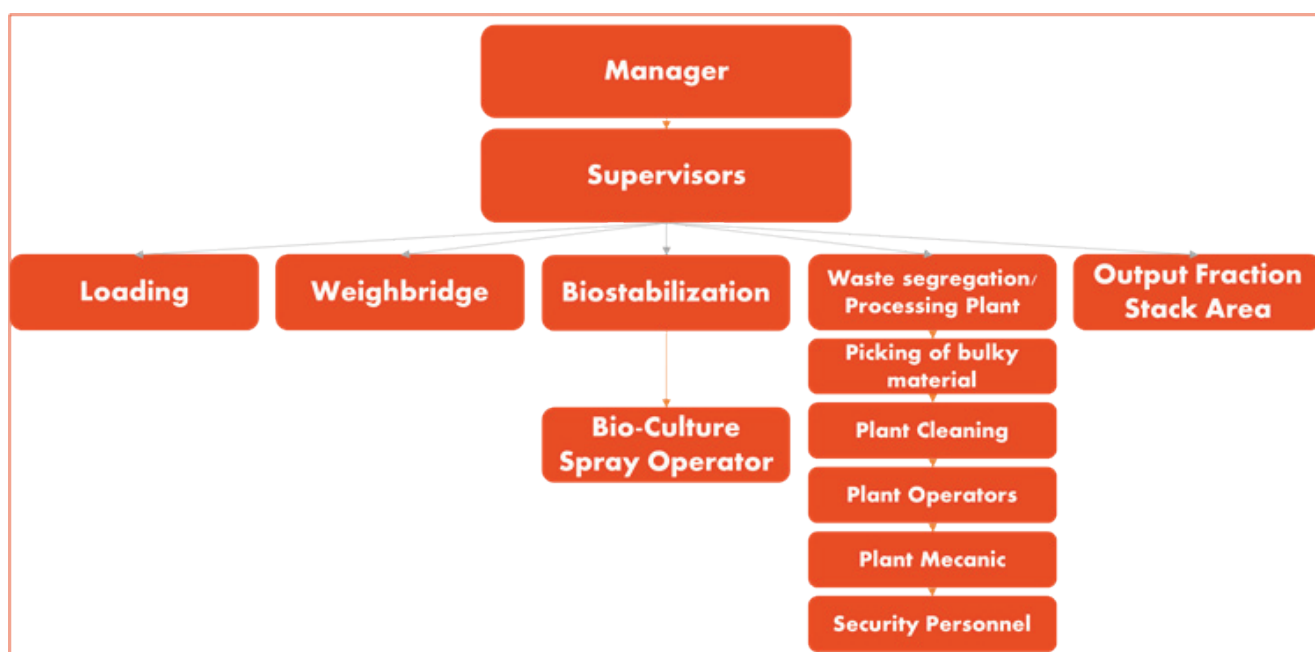 Manager
Supervisors
Loading
Weighbridge
Biostabilization
Waste segregation/
Processing Plant
Output Fraction
Stack Area
Picking of bulky
material
Bio-Culture
Spray Operator
Plant Cleaning
Plant Operators
Plant Mecanic
Security Personnel